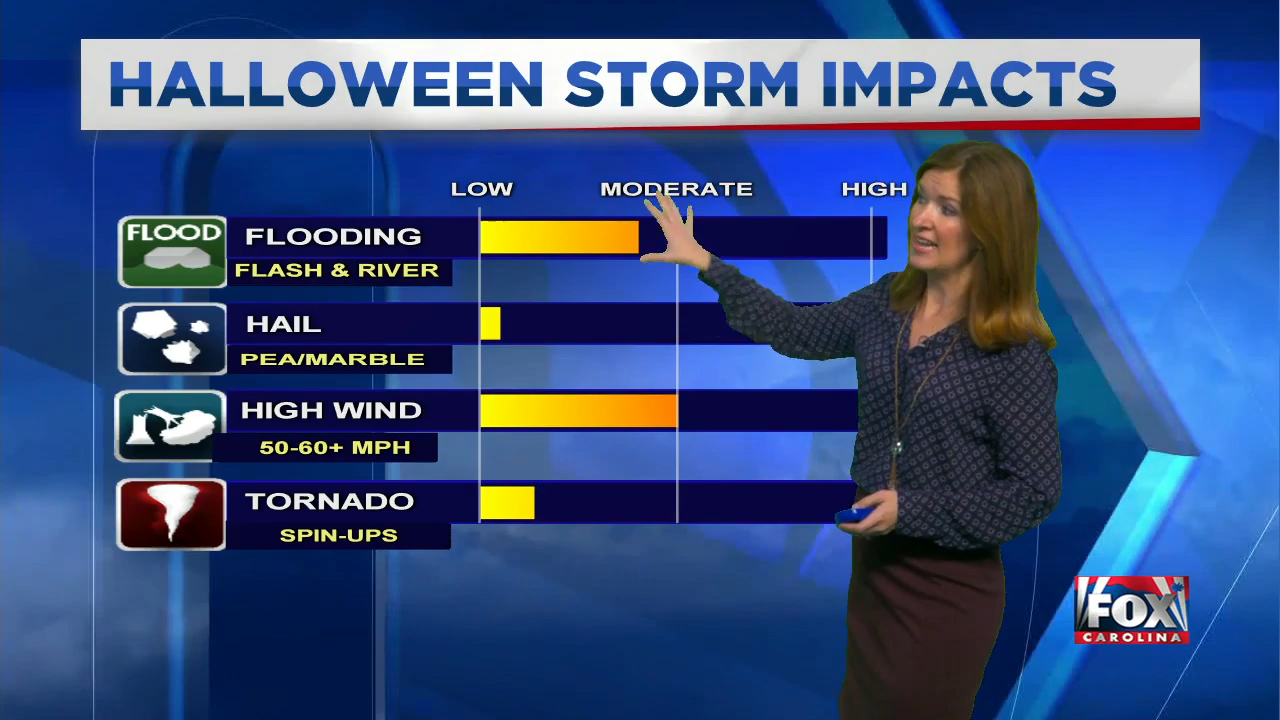 HALLOWEEN STORM IMPACTS
LOW MODERATE HIGH
FLOOD
FLOODING
FLASH & RIVER
HAIL
PEA/MARBLE
HIGH WIND
50-60+ MPH
TORNADO
SPIN-UPS
FOX
CAROLINA